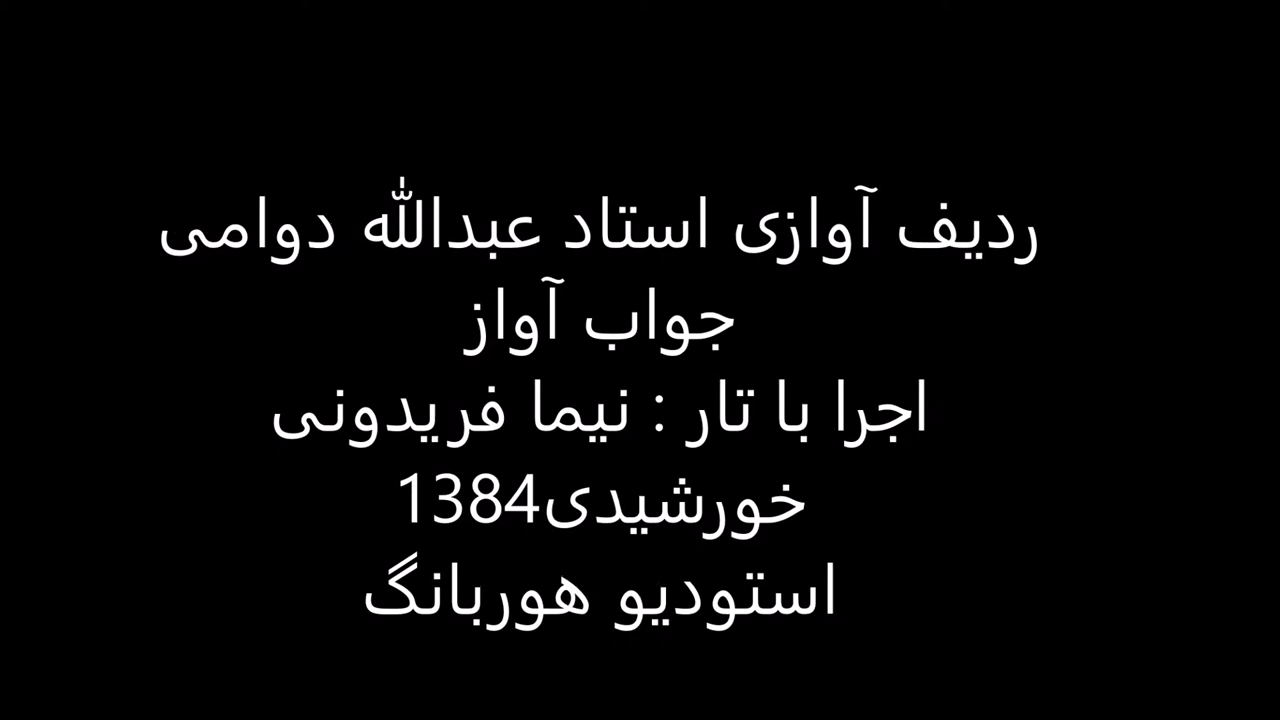 ردیف آوازی استاد عبدالله دوامی
جواب آواز
اجرا با تار : نیما فریدونی
خورشیدی1384
استودیو هوربانگ